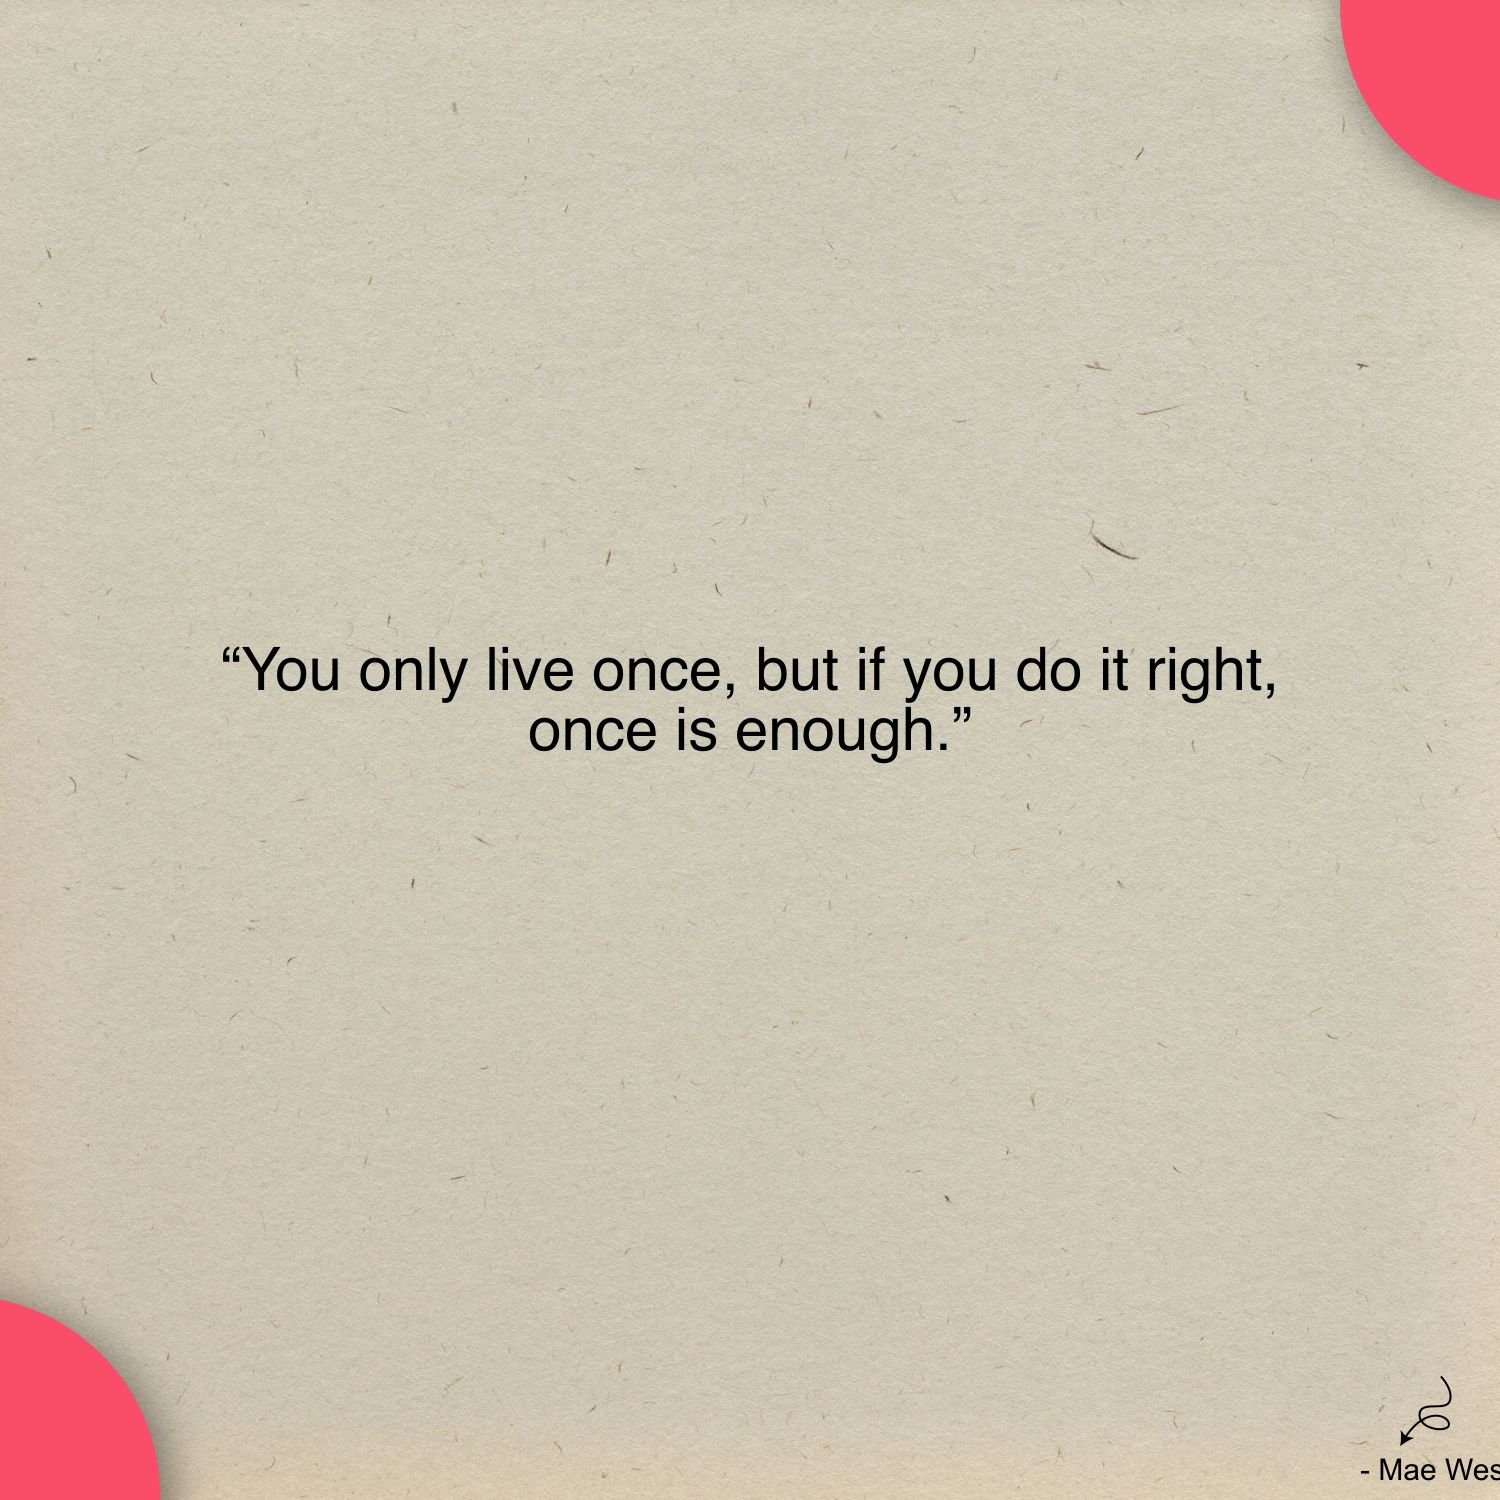 “You only live once, but if you do it right,
once is enough.”
- Mae Wes